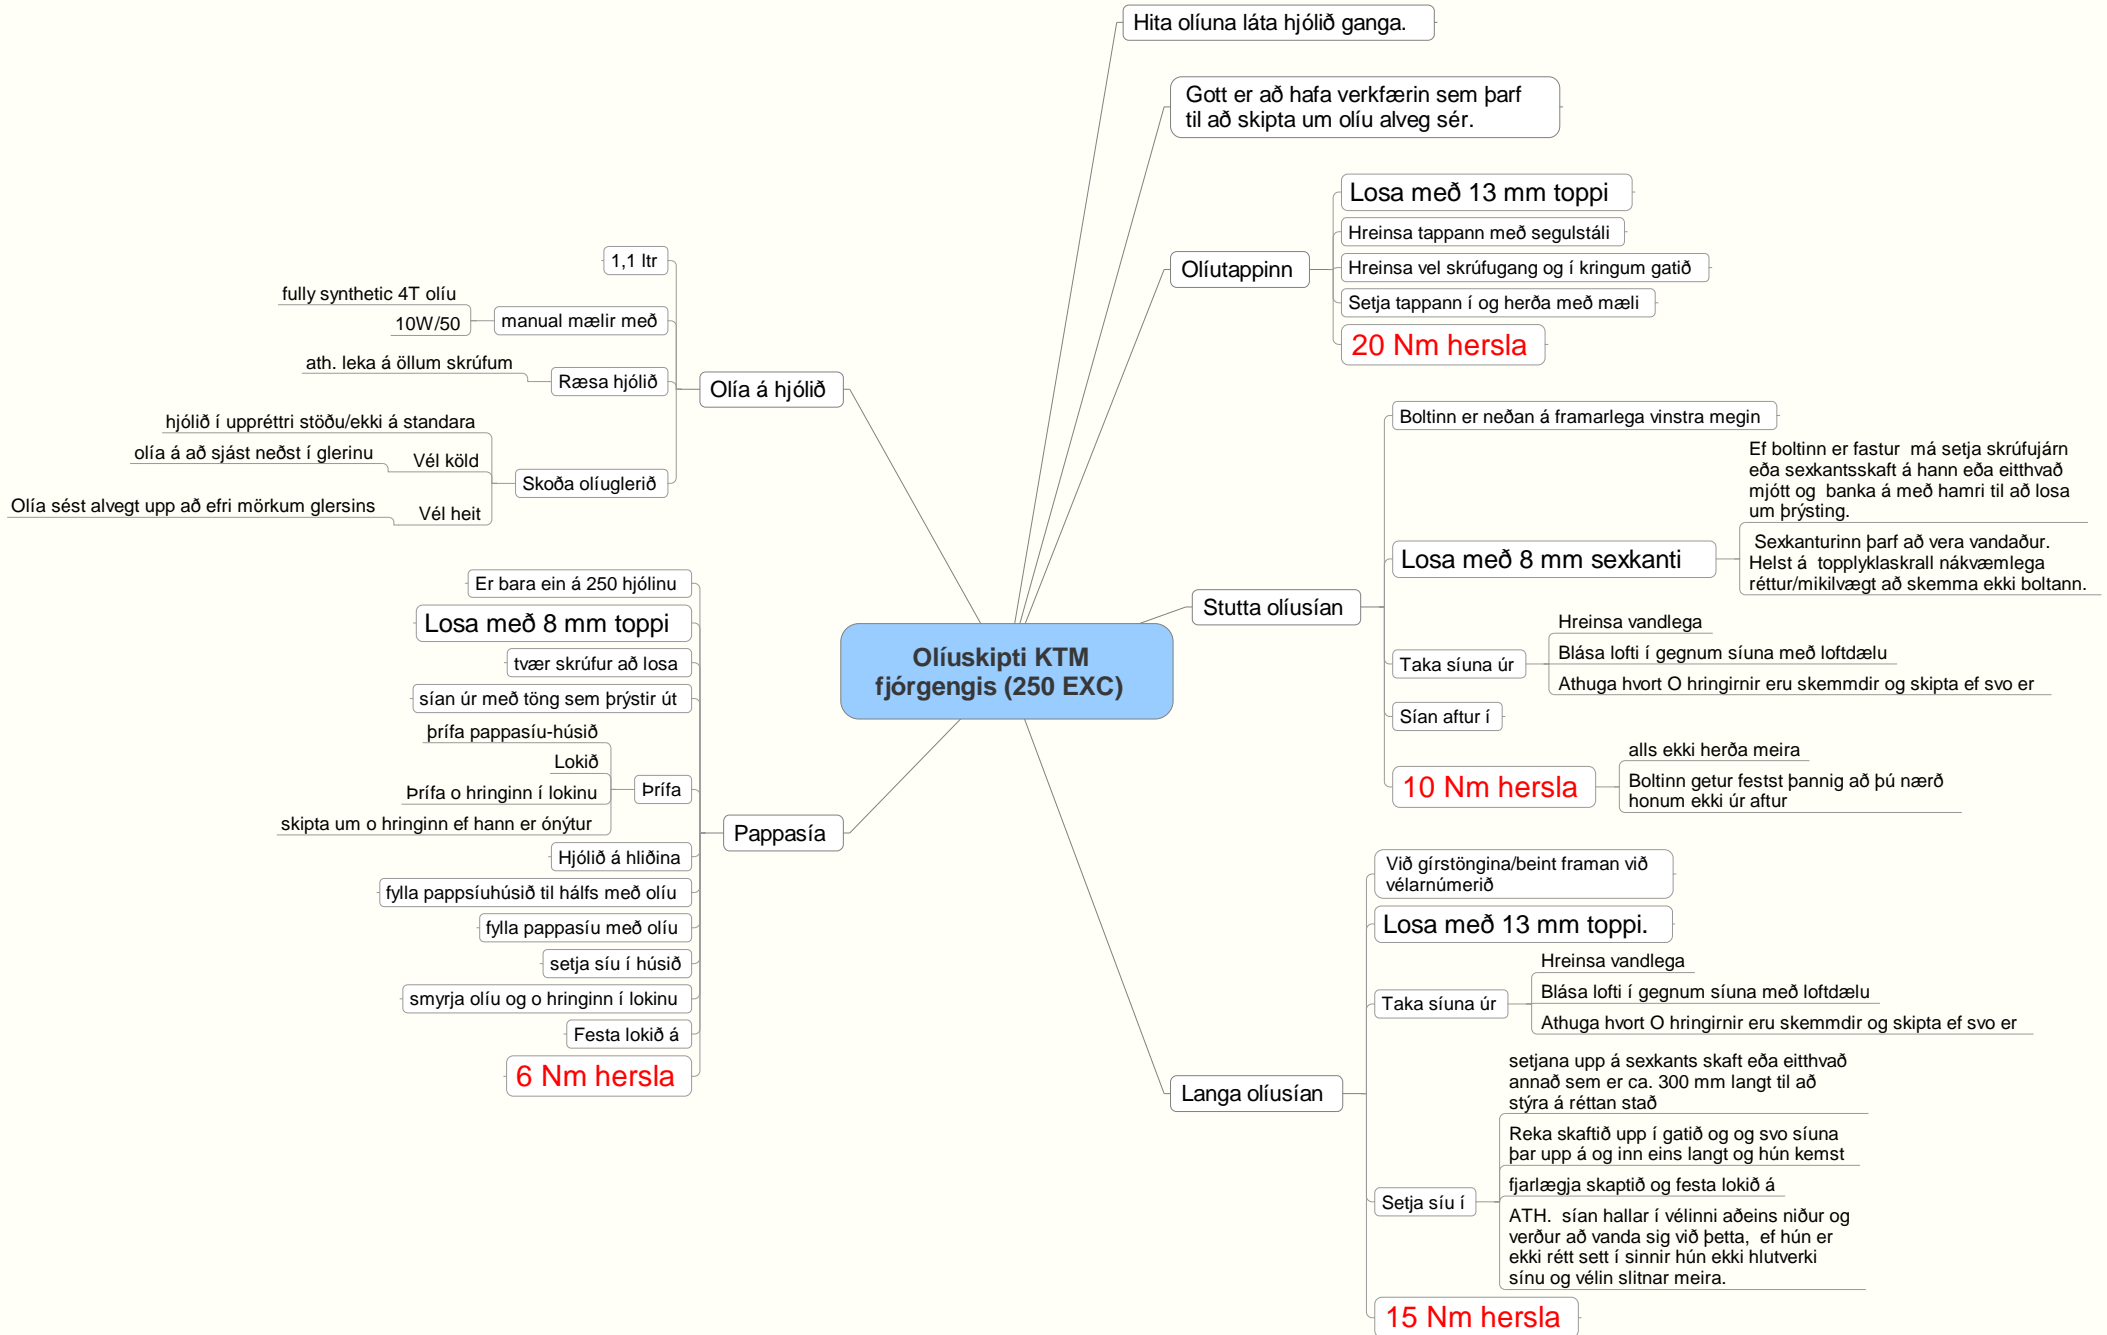 Olíuskipti KTM
fjórgengis (250 EXC)
Hita olíuna láta hjólið ganga.
Gott er að hafa verkfærin sem þarf
til að skipta um olíu alveg sér.
Olíutappinn
Losa með 13 mm toppi
Hreinsa tappann með segulstáli
Hreinsa vel skrúfugang og í kringum gatið
Setja tappann í og herða með mæli
20 Nm hersla
Stutta olíusían
Boltinn er neðan á framarlega vinstra megin
Losa með 8 mm sexkanti
Ef boltinn er fastur  má setja skrúfujárn
eða sexkantsskaft á hann eða eitthvað
mjótt og  banka á með hamri til að losa
um þrýsting.
Sexkanturinn þarf að vera vandaður.
Helst á  topplyklaskrall nákvæmlega
réttur/mikilvægt að skemma ekki boltann.
Taka síuna úr
Hreinsa vandlega
Blása lofti í gegnum síuna með loftdælu
Athuga hvort O hringirnir eru skemmdir og skipta ef svo er
Sían aftur í
10 Nm hersla
alls ekki herða meira
Boltinn getur festst þannig að þú nærð
honum ekki úr aftur
Langa olíusían
Við gírstöngina/beint framan við
vélarnúmerið
Losa með 13 mm toppi.
Taka síuna úr
Hreinsa vandlega
Blása lofti í gegnum síuna með loftdælu
Athuga hvort O hringirnir eru skemmdir og skipta ef svo er
Setja síu í
setjana upp á sexkants skaft eða eitthvað
annað sem er ca. 300 mm langt til að
stýra á réttan stað
Reka skaftið upp í gatið og og svo síuna
þar upp á og inn eins langt og hún kemst
fjarlægja skaptið og festa lokið á
ATH.  sían hallar í vélinni aðeins niður og
verður að vanda sig við þetta,  ef hún er
ekki rétt sett í sinnir hún ekki hlutverki
sínu og vélin slitnar meira.
15 Nm hersla
Pappasía
Er bara ein á 250 hjólinu
Losa með 8 mm toppi
tvær skrúfur að losa
sían úr með töng sem þrýstir út
Þrífa
þrífa pappasíu-húsið
Lokið
Þrífa o hringinn í lokinu
skipta um o hringinn ef hann er ónýtur
Hjólið á hliðina
fylla pappsíuhúsið til hálfs með olíu
fylla pappasíu með olíu
setja síu í húsið
smyrja olíu og o hringinn í lokinu
Festa lokið á
6 Nm hersla
Olía á hjólið
1,1 ltr
manual mælir með
fully synthetic 4T olíu
10W/50
Ræsa hjólið
ath. leka á öllum skrúfum
Skoða olíuglerið
hjólið í uppréttri stöðu/ekki á standara
Vél köld
olía á að sjást neðst í glerinu
Vél heit
Olía sést alvegt upp að efri mörkum glersins